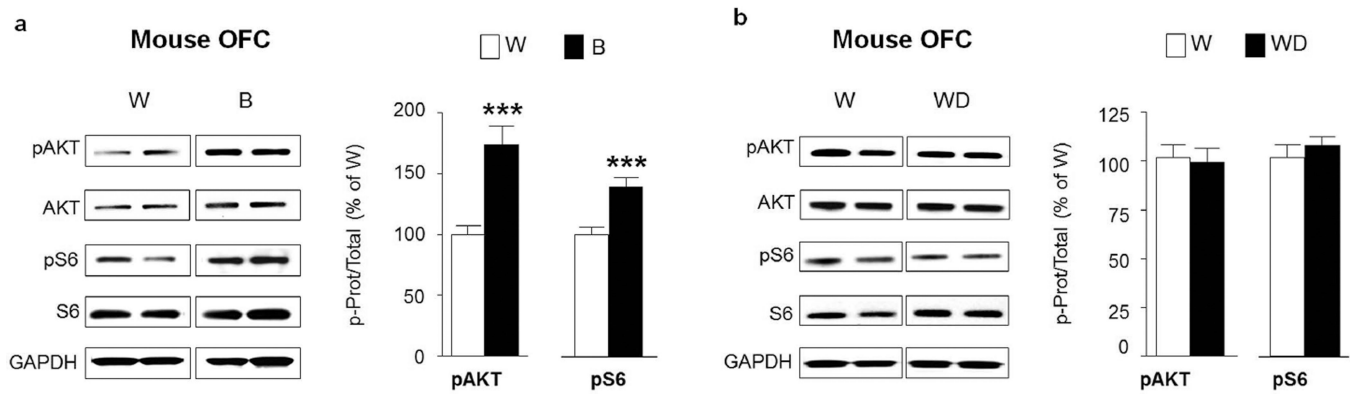 a
Mouse OFC
W B
pAKT
AKT
pS6
S6
GAPDH
W B
p-Prot/Total (% of W)
200
150
100
50
0
***
***
pAKT pS6
b
Mouse OFC
W WD
pAKT
AKT
pS6
S6
GAPDH
W WD
p-Prot/Total (% of W)
125
100
75
50
25
0
pAKT pS6